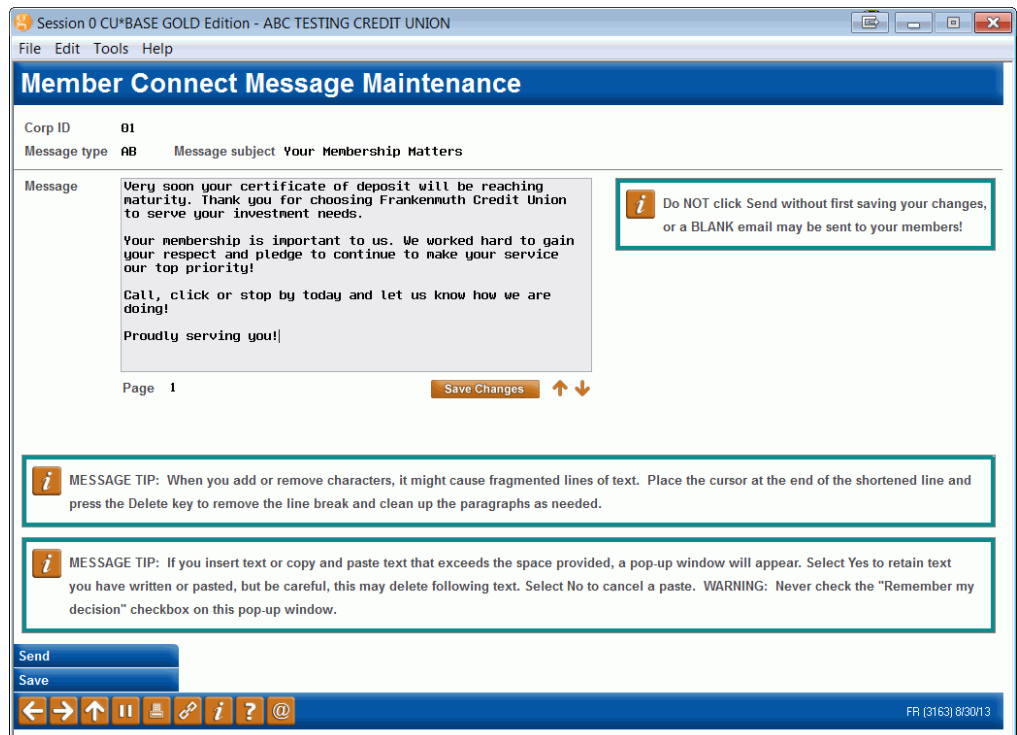 Session 0 CU*BASE GOLD Edition - ABC TESTING CREDIT UNION
File Edit Tools Help
Member Connect Message Maintenance
Corp ID 01
Message type AB Message subject Your Membership Matters
Message
Very soon your certificate of deposit will be reaching
maturity. Thank you for choosing Frankenmuth Credit Union
to serve your investment needs.
Your membership is important to us. We worked hard to gain
your respect and pledge to continue to make your service
our top priority!
Call, click or stop by today and let us know how we are
doing!
Proudly serving you!
i Do NOT click Send without first saving your changes,
or a BLANK email may be sent to your members!
Page 1 Save Changes
i MESSAGE TIP: When you add or remove characters, it might cause fragmented lines of text. Place the cursor at the end of the shortened line and
press the Delete key to remove the line break and clean up the paragraphs as needed.
i MESSAGE TIP: If you insert text or copy and paste text that exceeds the space provided, a pop-up window will appear. Select Yes to retain text
you have written or pasted, but be careful, this may delete following text. Select No to cancel a paste. WARNING: Never check the "Remember my
decision" checkbox on this pop-up window.
Send
Save
i ? @ FR (3163) 8/30/13